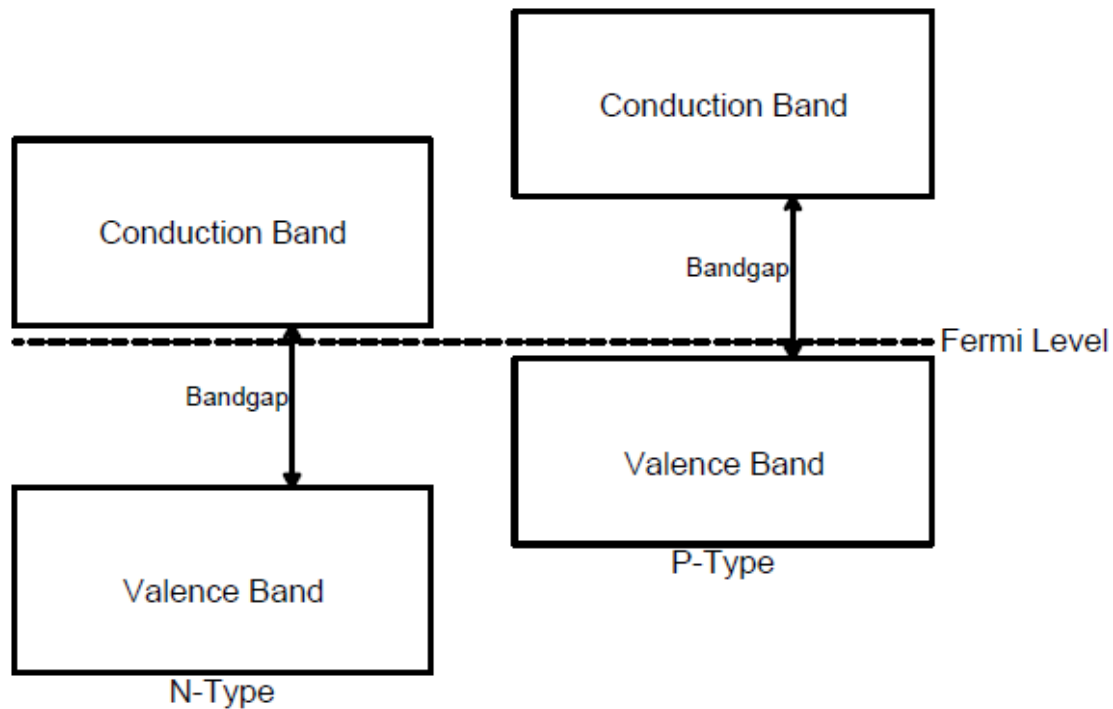 Conduction Band
Conduction Band
Bandgap
Fermi Level
Bandgap
Valence Band
P-Type
Valence Band
N-Type